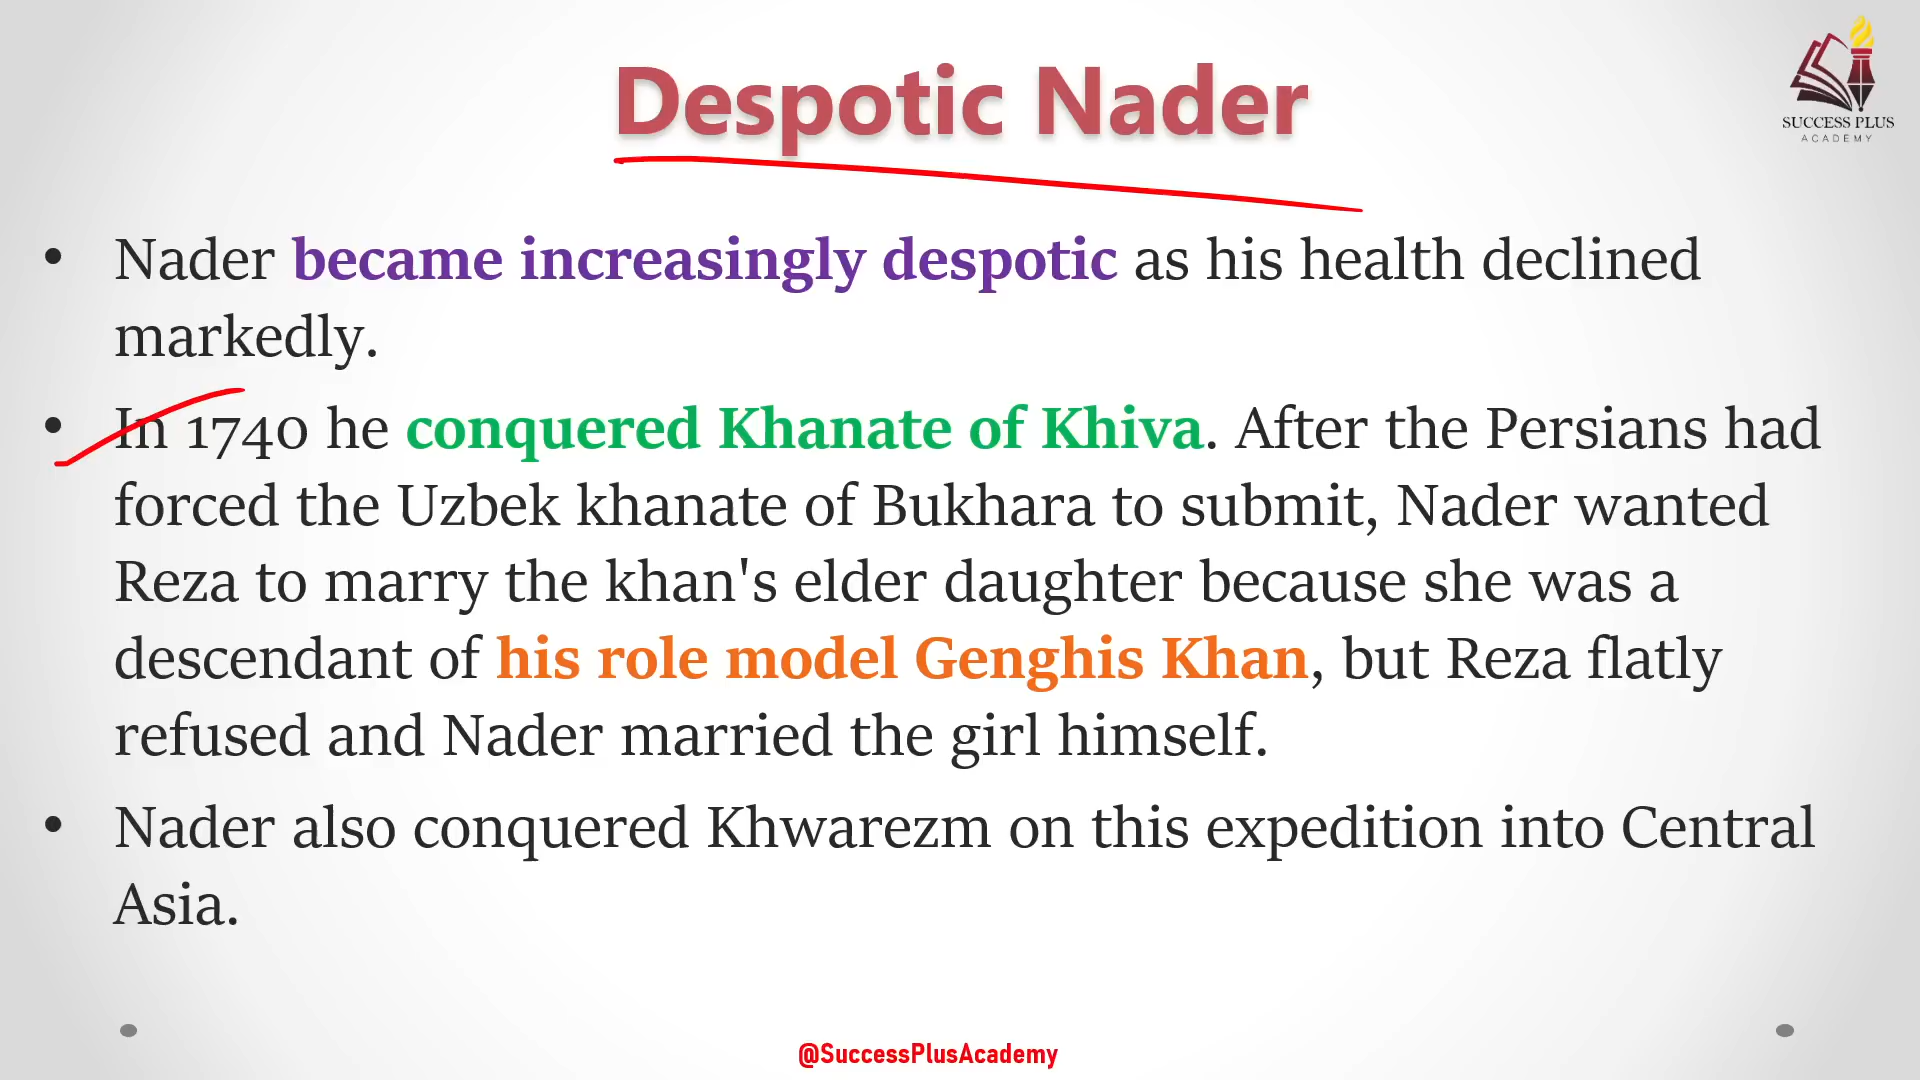 Despotic Nader
SUCCESS PLUS
ACADEMY
• Nader became increasingly despotic as his health declined
markedly.
• In 1740 he conquered Khanate of Khiva. After the Persians had
forced the Uzbek khanate of Bukhara to submit, Nader wanted
Reza to marry the khan's elder daughter because she was a
descendant of his role model Genghis Khan, but Reza flatly
refused and Nader married the girl himself.
• Nader also conquered Khwarezm on this expedition into Central
Asia.
@SuccessPlusAcademy